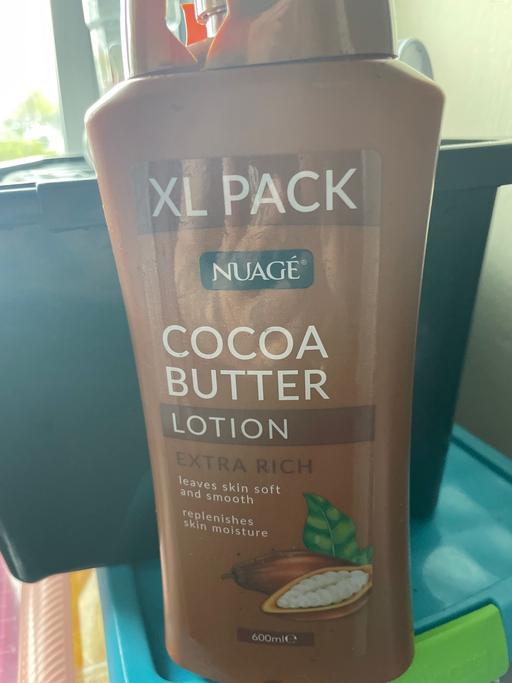 XL PACK
NUAGÉ®
COCOA
BUTTER
LOTION
EXTRA RICH
leaves skin soft
and smooth
replenishes
skin moisture
600ml℮